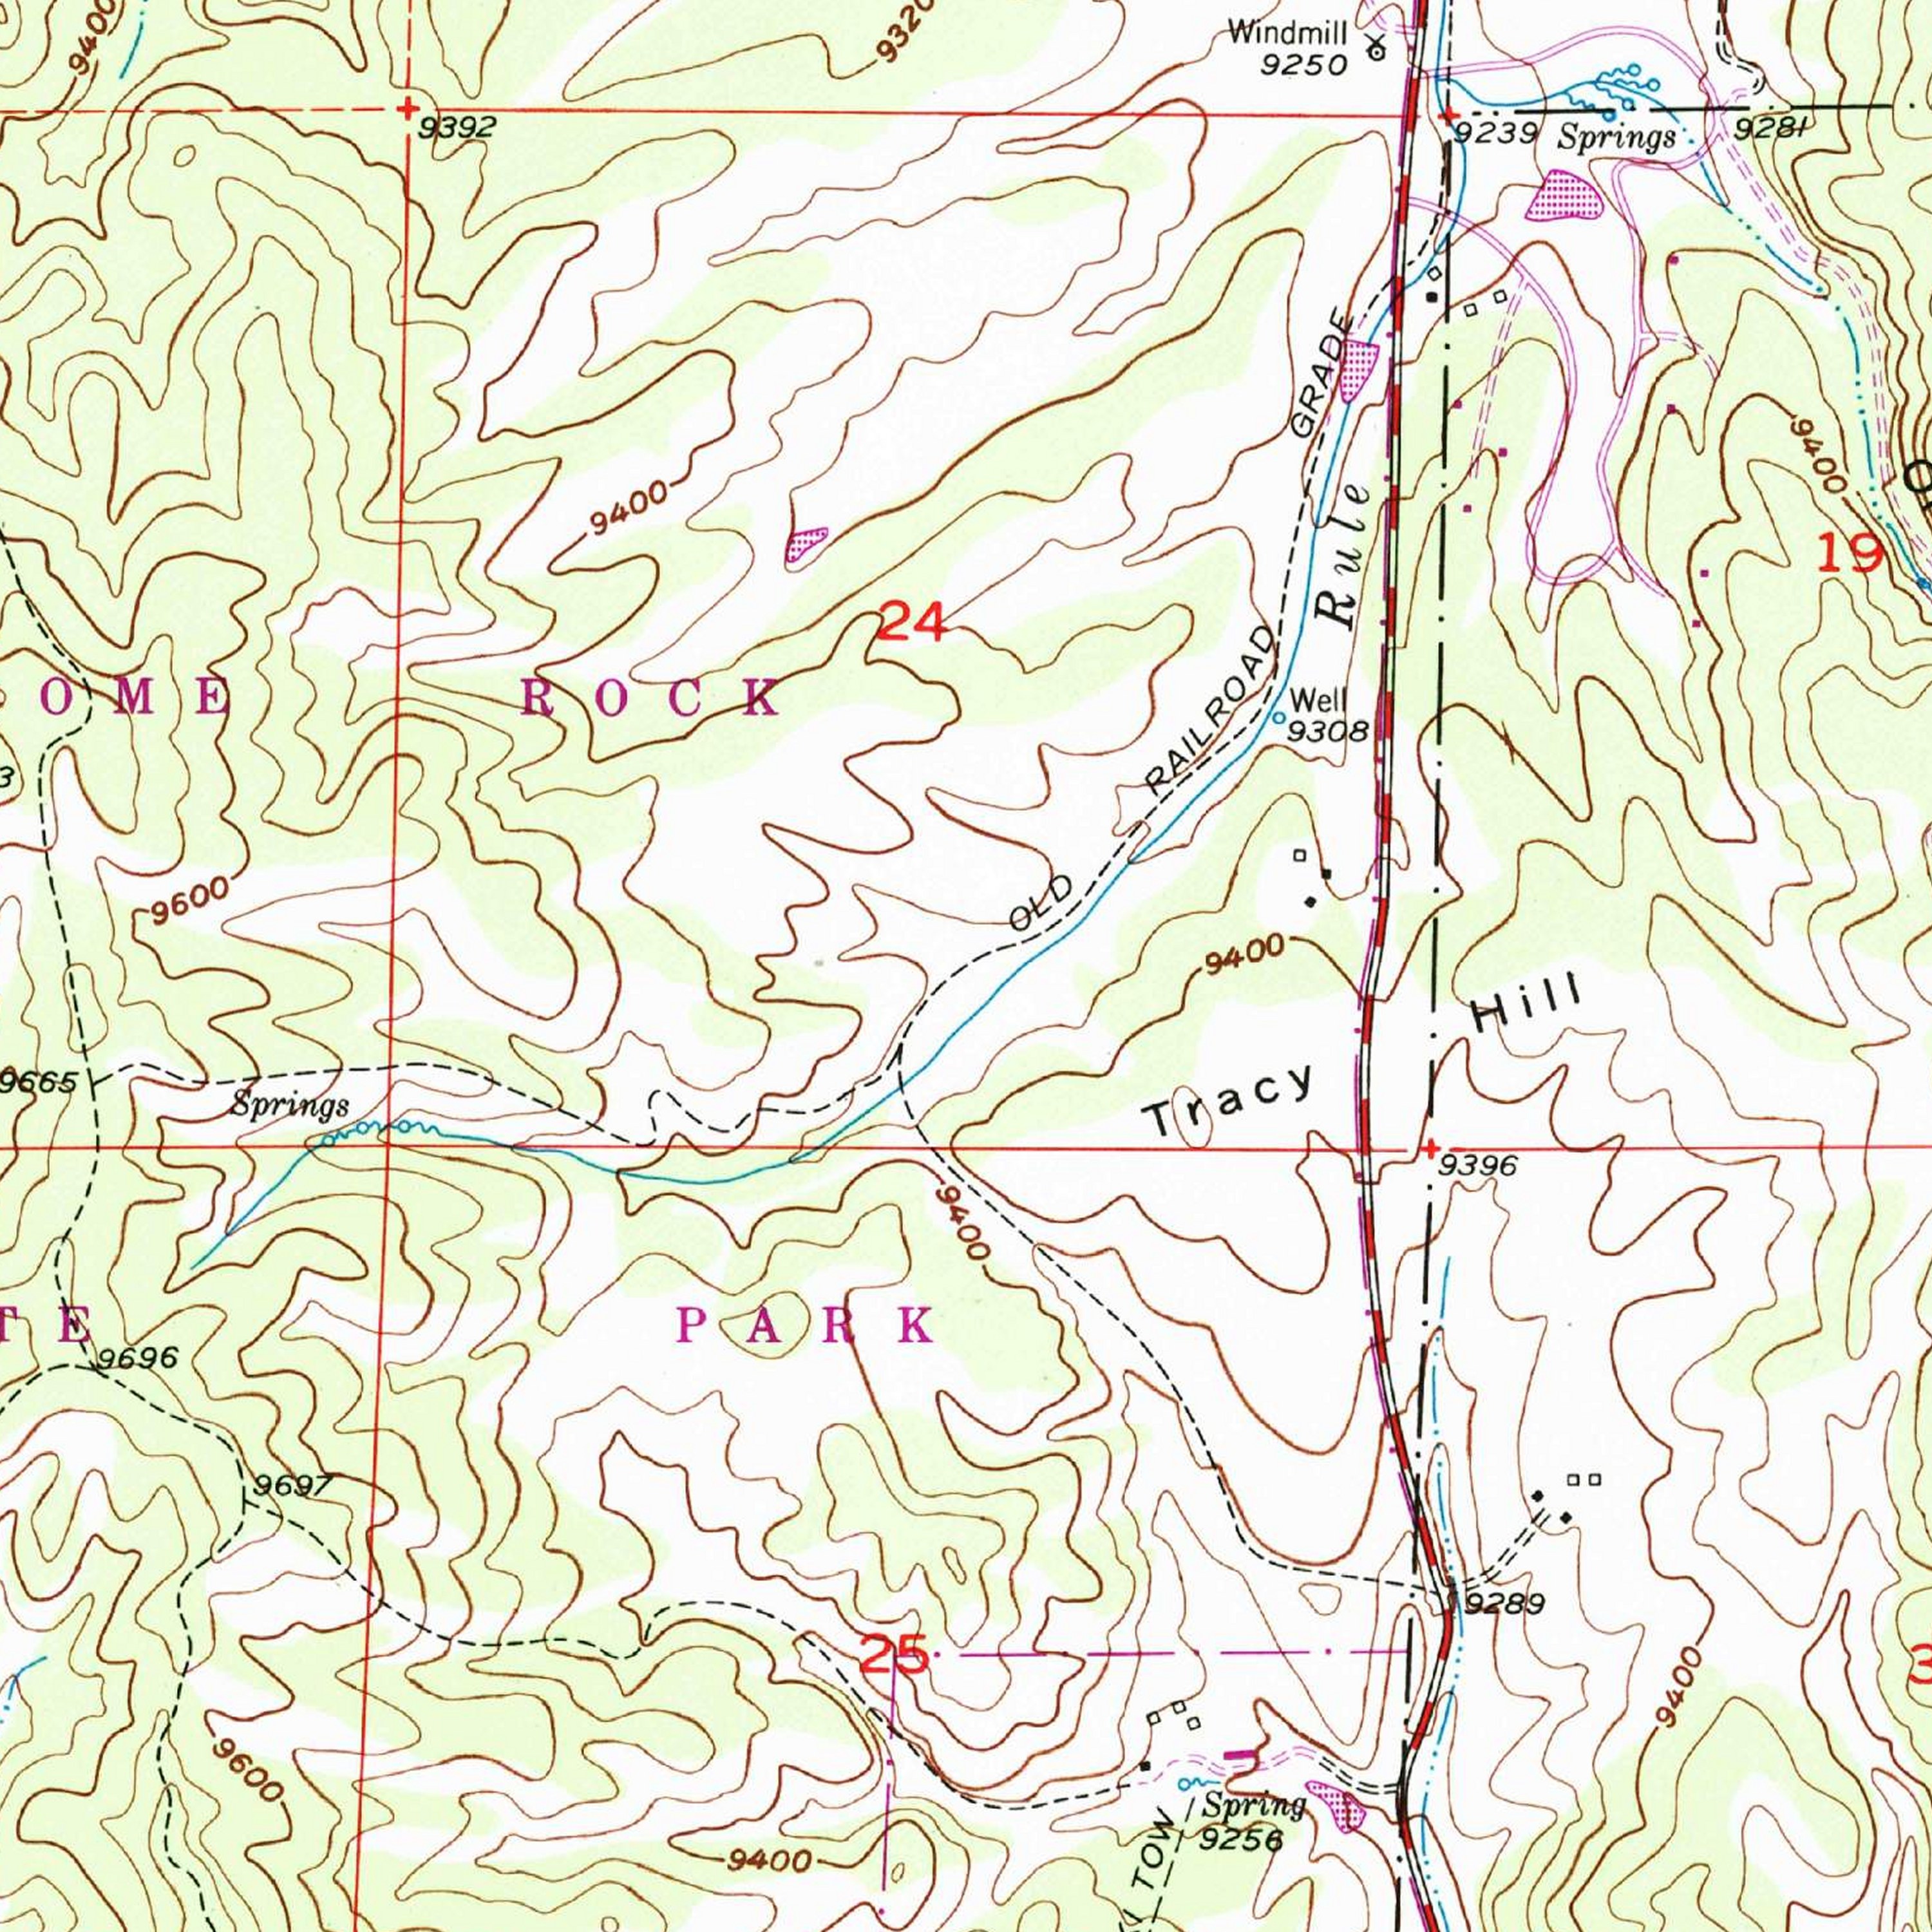 9400
9320
Windmill
9250
9392
9239
Springs
9281
GRADE
9400
9400
19
Rule
24
RAILROAD
OME ROCK
Well
9308
3
9600
OLD
9400
Hill
9665
Springs
Tracy
9396
9400
TE PARK
9696
9697
9289
25
3
9400
9600
Spring
9256
TOW
9400